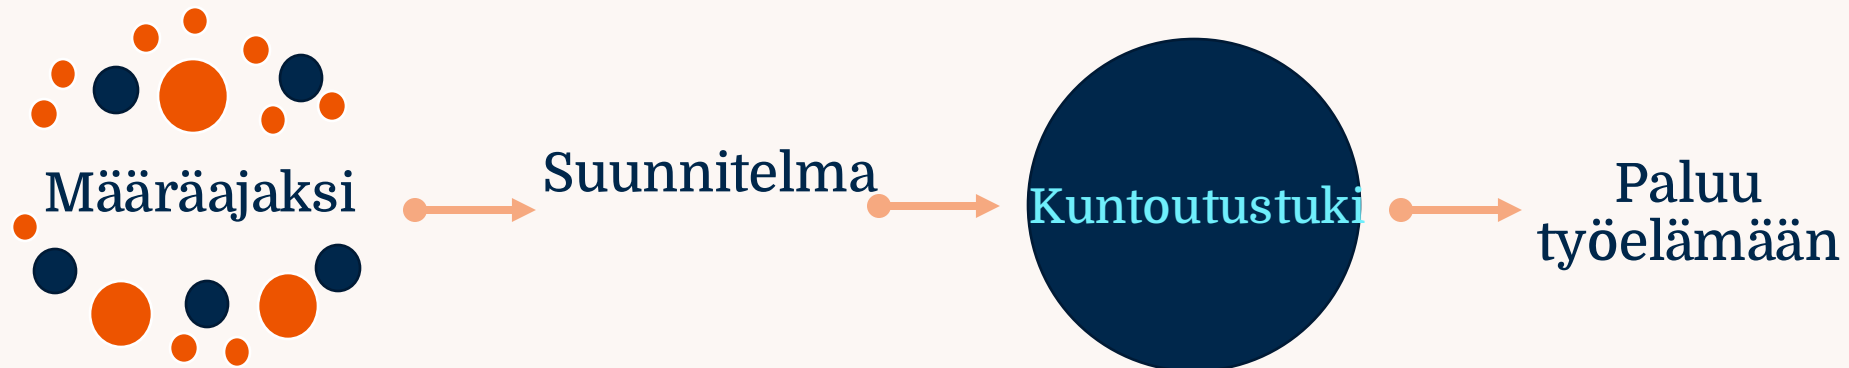 Määräajaksi
Suunnitelma
Kuntoutustuki
Paluu
työelämään